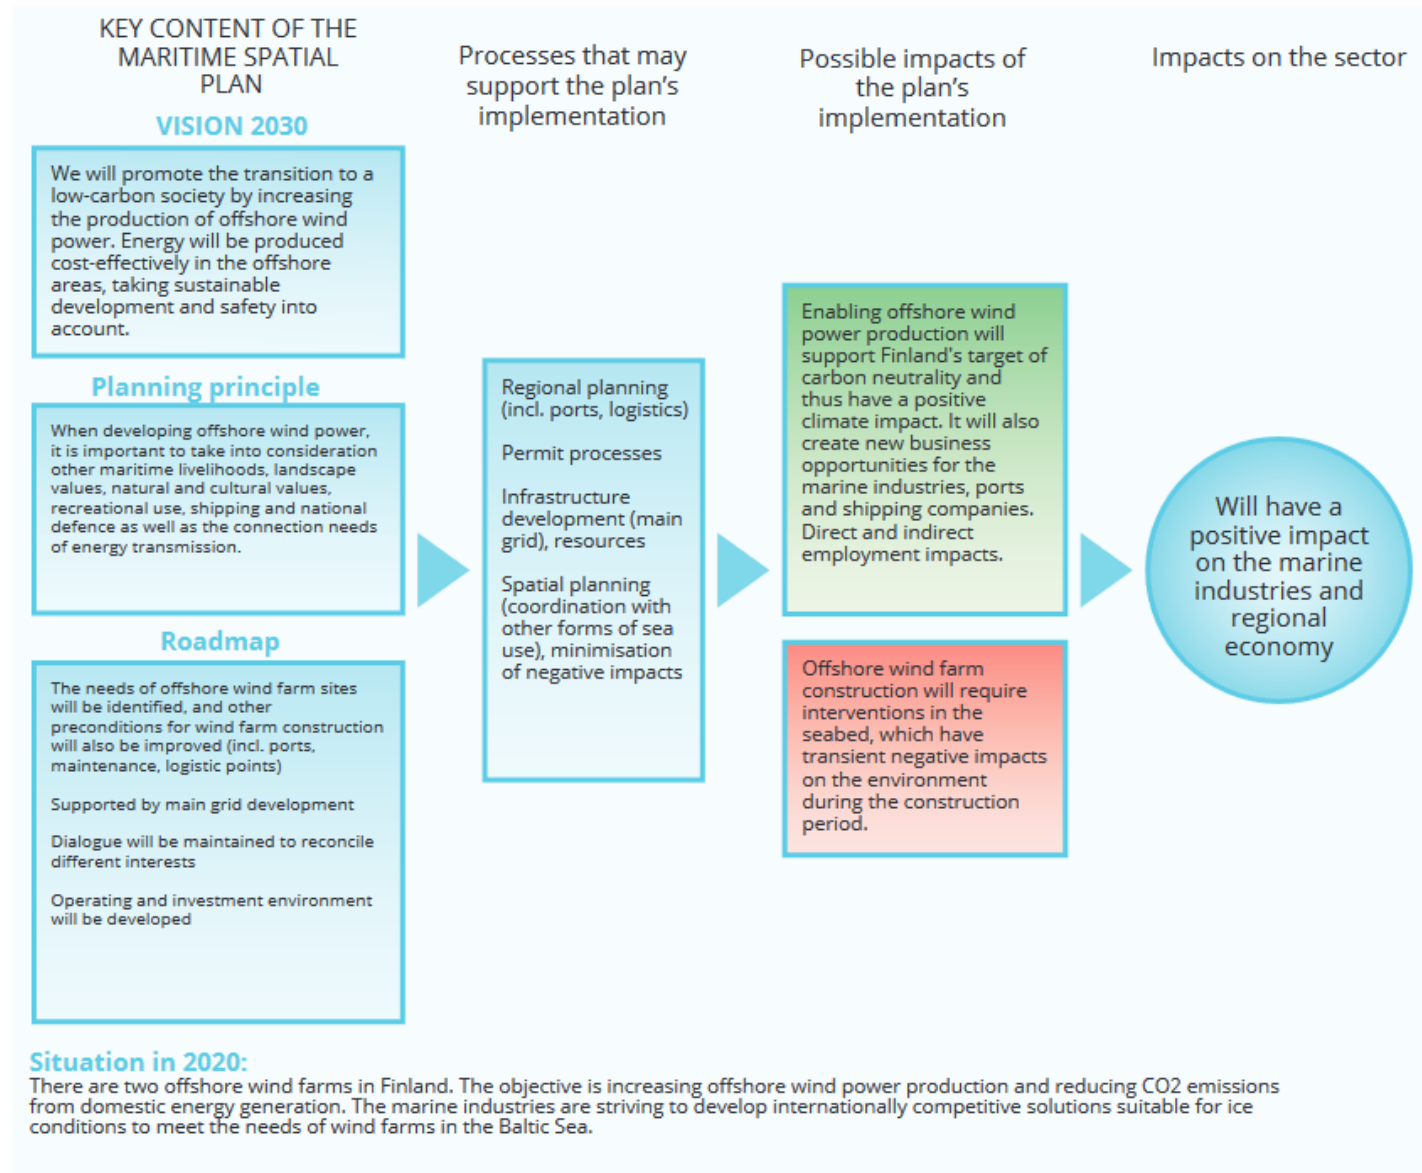 KEY CONTENT OF THE
MARITIME SPATIAL
PLAN
VISION 2030
We will promote the transition to a
low-carbon society by increasing
the production of offshore wind
power. Energy will be produced
cost-effectively in the offshore
areas, taking sustainable
development and safety into
account.
Planning principle
When developing offshore wind power,
it is important to take into consideration
other maritime livelihoods, landscape
values, natural and cultural values,
recreational use, shipping and national
defence as well as the connection needs
of energy transmission.
Roadmap
The needs of offshore wind farm sites
will be identified, and other
preconditions for wind farm construction
will also be improved (incl. ports,
maintenance, logistic points)
Supported by main grid development
Dialogue will be maintained to reconcile
different interests
Operating and investment environment
will be developed
Processes that may
support the plan's
implementation
Regional planning
(incl. ports, logistics)
Permit processes
Infrastructure
development (main
grid), resources
Spatial planning
(coordination with
other forms of sea
use), minimisation
of negative impacts
Possible impacts of
the plan's
implementation
Enabling offshore wind
power production will
support Finland's target of
carbon neutrality and
thus have a positive
climate impact. It will also
create new business
opportunities for the
marine industries, ports
and shipping companies.
Direct and indirect
employment impacts.
Offshore wind farm
construction will require
interventions in the
seabed, which have
transient negative impacts
on the environment
during the construction
period.
Impacts on the sector
Will have a
positive impact
on the marine
industries and
regional
economy
Situation in 2020:
There are two offshore wind farms in Finland. The objective is increasing offshore wind power production and reducing CO2 emissions
from domestic energy generation. The marine industries are striving to develop internationally competitive solutions suitable for ice
conditions to meet the needs of wind farms in the Baltic Sea.